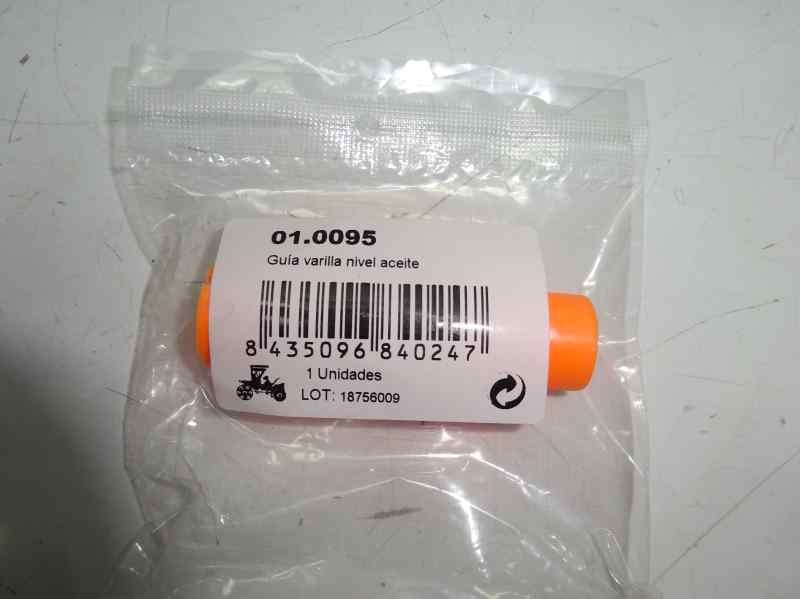 01.0095
Guía varilla nivel aceite
8 435096 840247
1 Unidades
LOT: 18756009